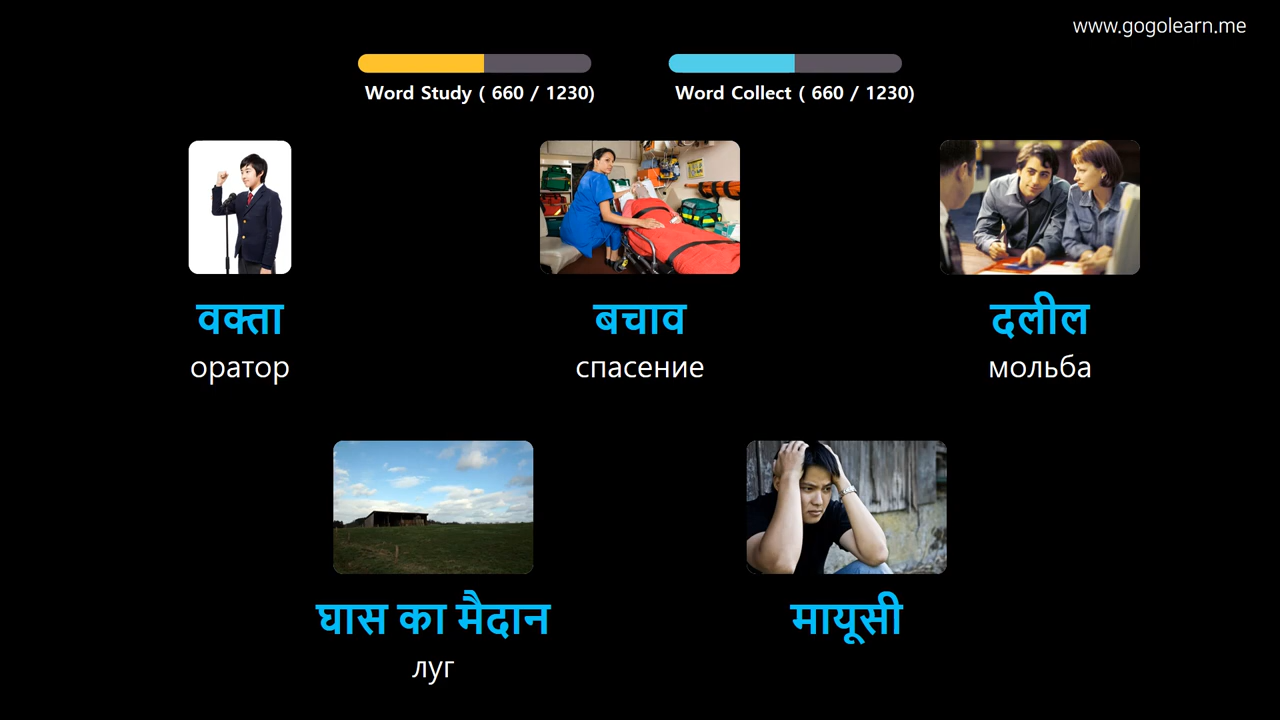 www.gogolearn.me
Word Study ( 660 / 1230)
Word Collect ( 660 / 1230)
वक्ता
оратор
बचाव
спасение
दलील
мольба
घास का मैदान
луг
मायूसी